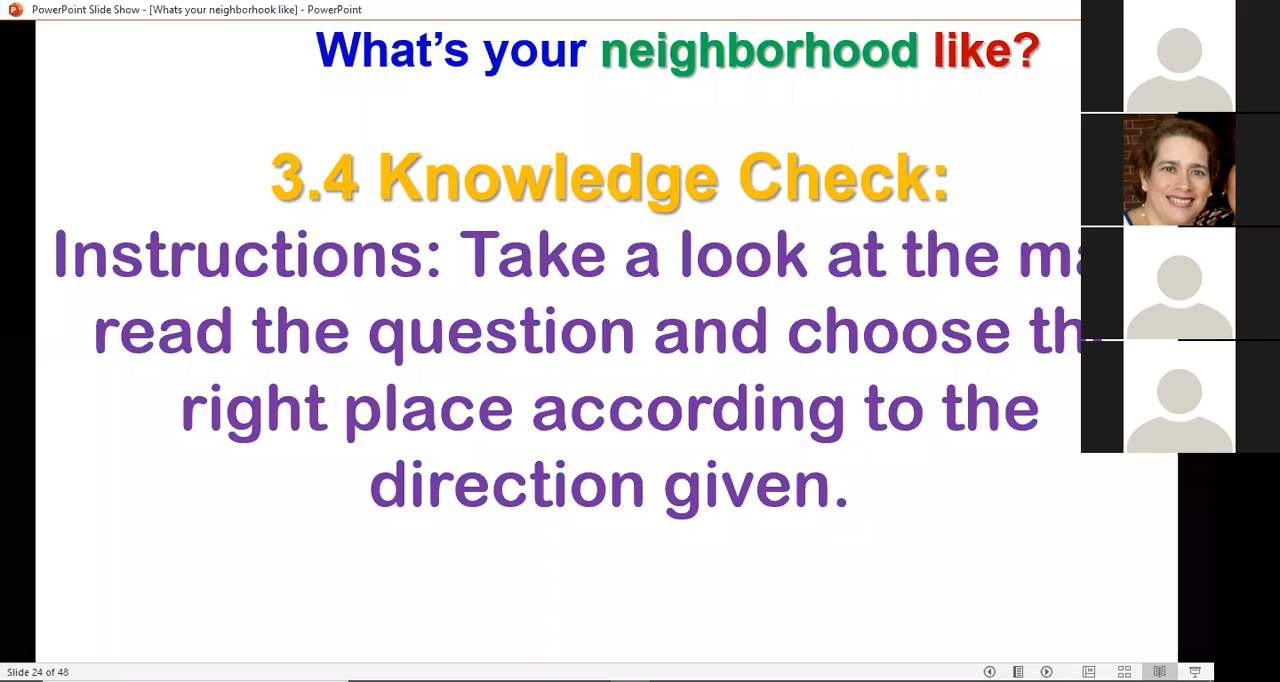 PowerPoint Slide Show - [Whats your neighborhook like] - PowerPoint
What's your neighborhood like?
3.4 Knowledge Check:
Instructions: Take a look at the
read the question and choose
right place according to the
direction given.
Slide 24 of 48